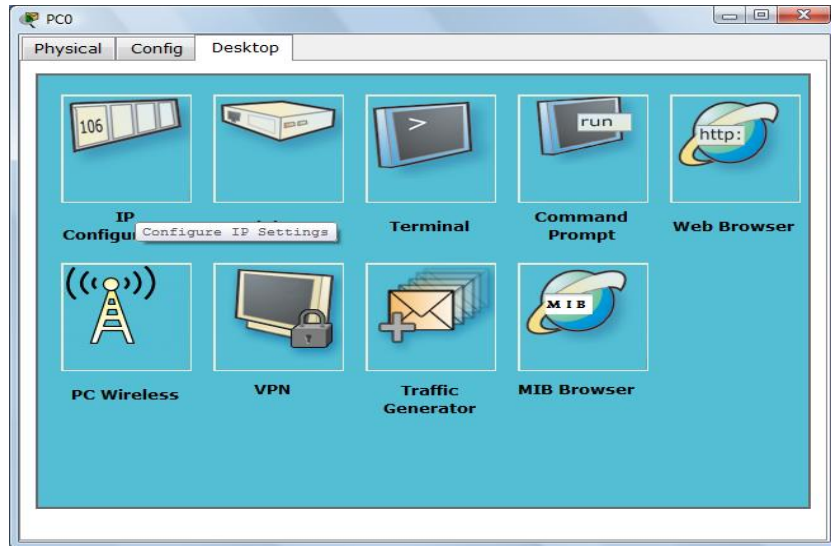 PC0
Physical Config Desktop
106
>
run
http:
IP
Configu
Configure IP Settings
Terminal
Command
Prompt
Web Browser
MIB
PC Wireless
VPN
?
Traffic
Generator
MIB Browser